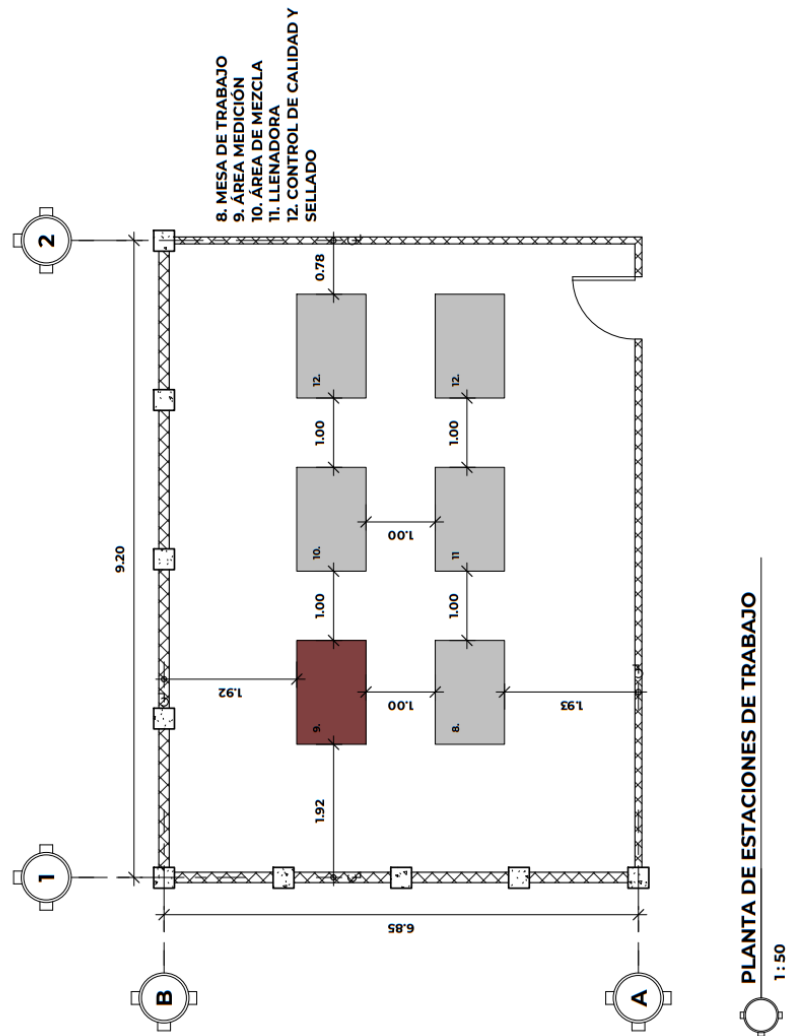 8. MESA DE TRABAJO
9. ÁREA MEDICIÓN
10. ÁREA DE MEZCLA
11. LLENADORA
12. CONTROL DE CALIDAD Y
SELLADO
2
1
B
A
9.20
6.85
0.78
12.
12.
1.00
1.00
10.
11
1.00
1.00
1.00
9.
8.
1.92
1.00
1.93
1.92
PLANTA DE ESTACIONES DE TRABAJO
1 : 50